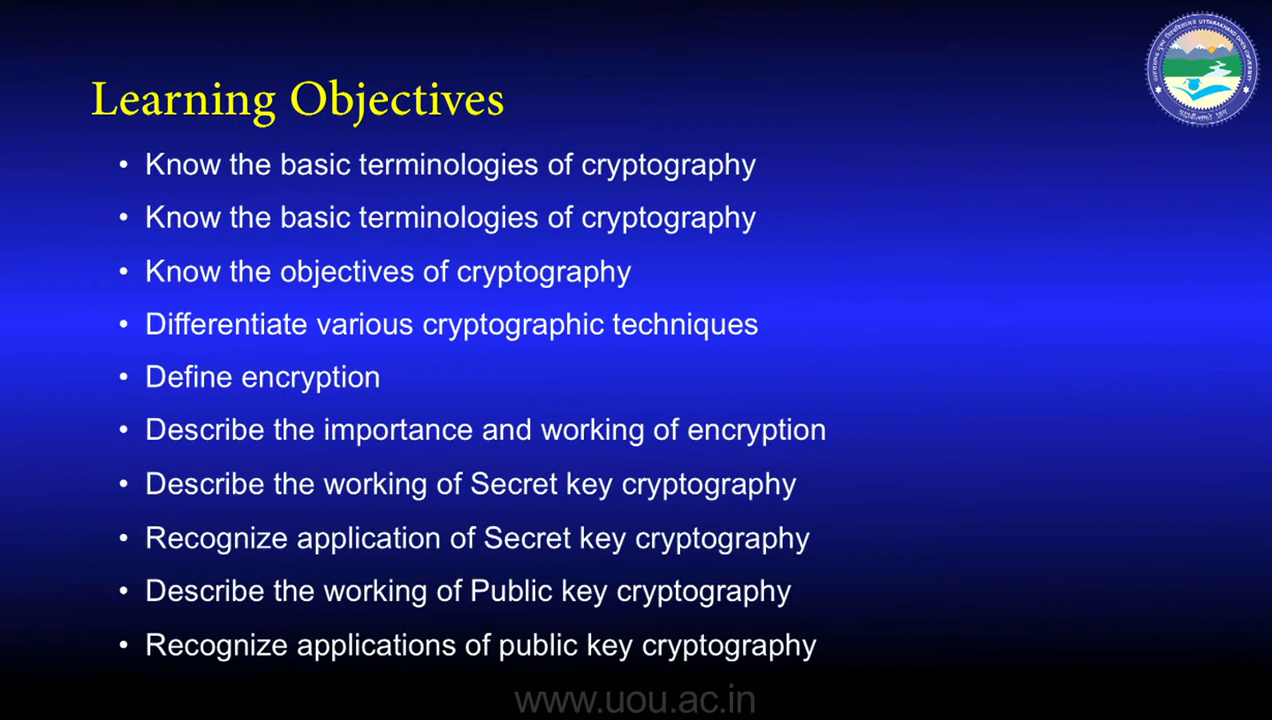 Learning Objectives
• Know the basic terminologies of cryptography
• Know the basic terminologies of cryptography
• Know the objectives of cryptography
• Differentiate various cryptographic techniques
• Define encryption
• Describe the importance and working of encryption
• Describe the working of Secret key cryptography
• Recognize application of Secret key cryptography
• Describe the working of Public key cryptography
• Recognize applications of public key cryptography
www.uou.ac.in
UTTARAKHAND OPEN UNIVERSITY